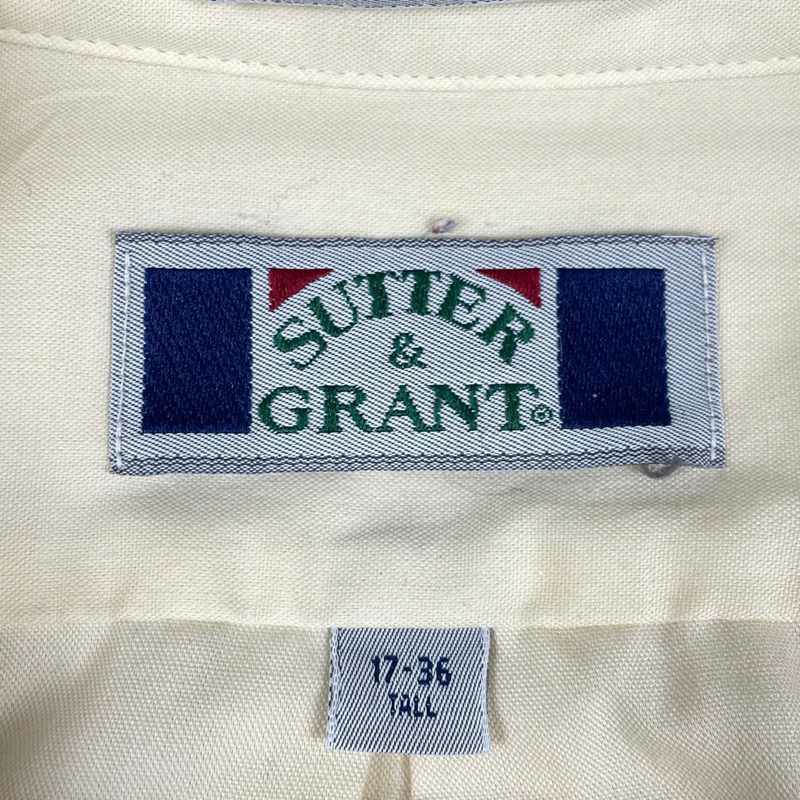 SUTTER
&
GRANT®
17-36
TALL